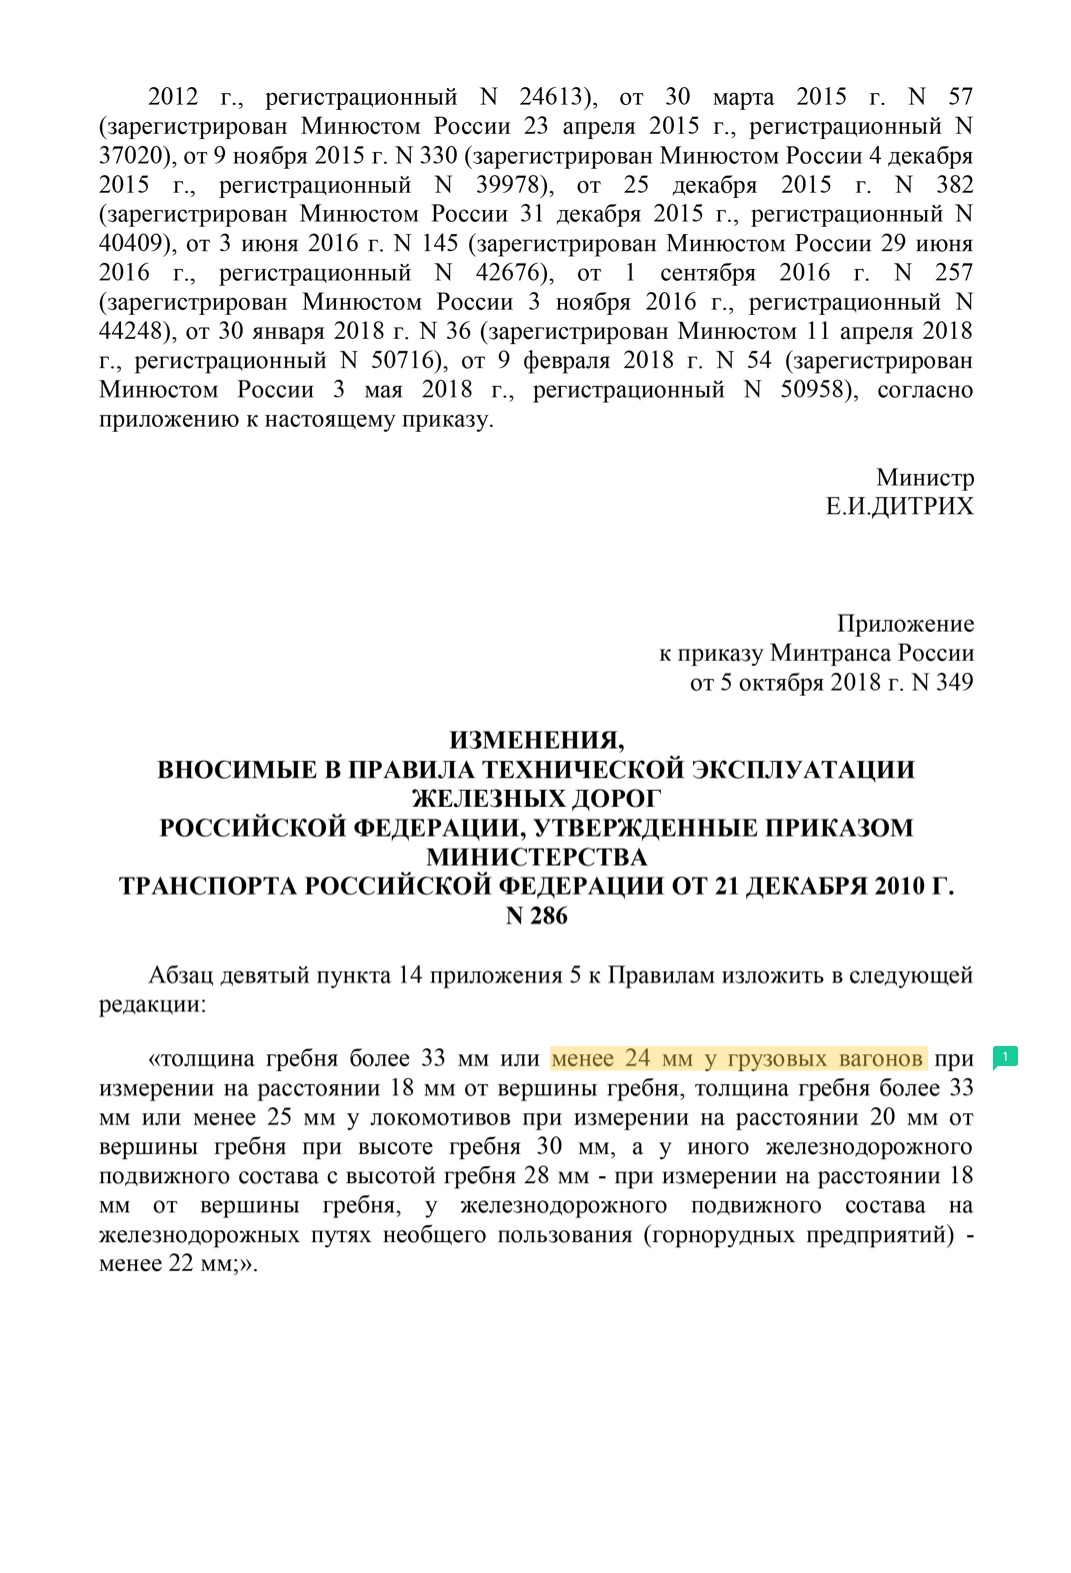 2012 г., регистрационный N 24613), от 30 марта 2015 г. N 57
(зарегистрирован Минюстом России 23 апреля 2015 г., регистрационный N
37020), от 9 ноября 2015 г. N 330 (зарегистрирован Минюстом России 4 декабря
2015 г., регистрационный N 39978), от 25 декабря 2015 г. N 382
(зарегистрирован Минюстом России 31 декабря 2015 г., регистрационный N
40409), от 3 июня 2016 г. N 145 (зарегистрирован Минюстом России 29 июня
2016 г., регистрационный N 42676), от 1 сентября 2016 г. N 257
(зарегистрирован Минюстом России 3 ноября 2016 г., регистрационный N
44248), от 30 января 2018 г. N 36 (зарегистрирован Минюстом 11 апреля 2018
г., регистрационный N 50716), от 9 февраля 2018 г. N 54 (зарегистрирован
Минюстом России 3 мая 2018 г., регистрационный N 50958), согласно
приложению к настоящему приказу.
Министр
Е.И.ДИТРИХ
Приложение
к приказу Минтранса России
от 5 октября 2018 г. N 349
ИЗМЕНЕНИЯ,
ВНОСИМЫЕ В ПРАВИЛА ТЕХНИЧЕСКОЙ ЭКСПЛУАТАЦИИ
ЖЕЛЕЗНЫХ ДОРОГ
РОССИЙСКОЙ ФЕДЕРАЦИИ, УТВЕРЖДЕННЫЕ ПРИКАЗОМ
МИНИСТЕРСТВА
ТРАНСПОРТА РОССИЙСКОЙ ФЕДЕРАЦИИ ОТ 21 ДЕКАБРЯ 2010 Г.
N 286
Абзац девятый пункта 14 приложения 5 к Правилам изложить в следующей
редакции:
«толщина гребня более 33 мм или менее 24 мм у грузовых вагонов при 1
измерении на расстоянии 18 мм от вершины гребня, толщина гребня более 33
мм или менее 25 мм у локомотивов при измерении на расстоянии 20 мм от
вершины гребня при высоте гребня 30 мм, а у иного железнодорожного
подвижного состава с высотой гребня 28 мм - при измерении на расстоянии 18
мм от вершины гребня, у железнодорожного подвижного состава на
железнодорожных путях необщего пользования (горнорудных предприятий) -
менее 22 мм;».